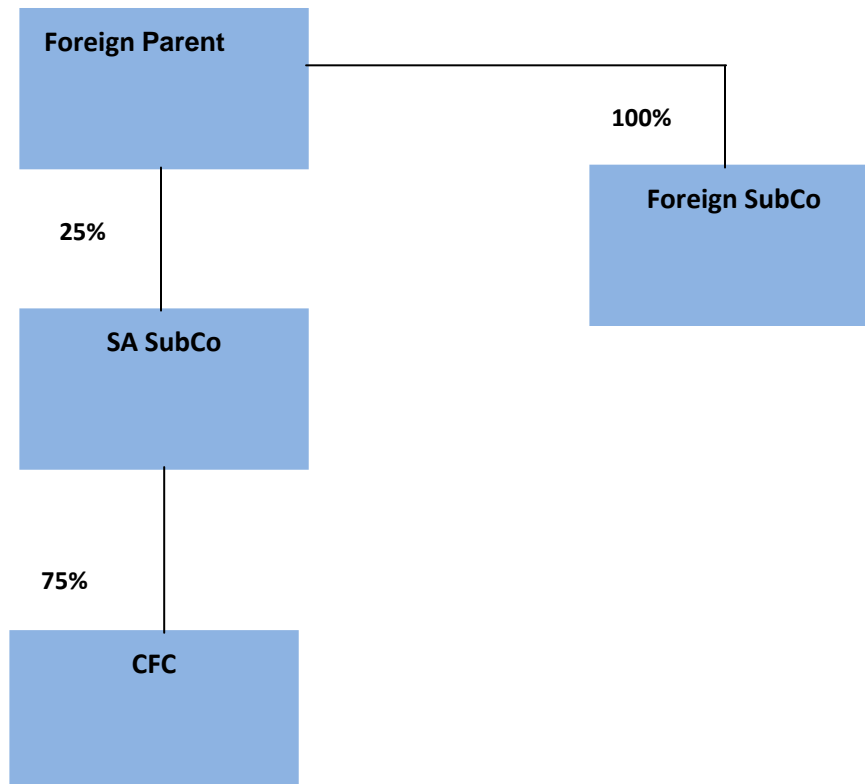 Foreign Parent
100%
Foreign SubCo
25%
SA SubCo
75%
CFC